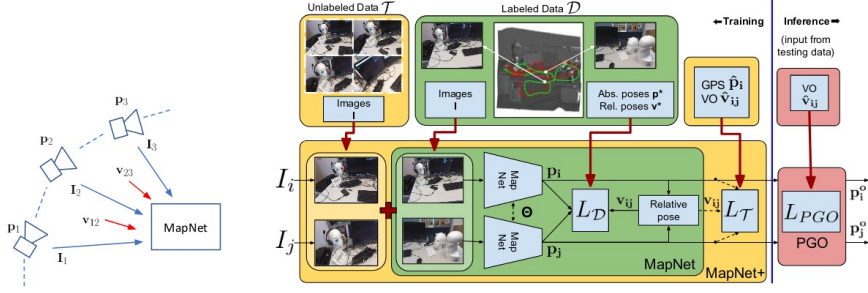 p₃
p₂
I₃
v₂₃
I₂
p₁
v₁₂
MapNet
I₁
Unlabeled Data 𝒯
Images
I
Labeled Data 𝒟
Images
I
Abs. poses p*
Rel. poses v*
Training
GPS p̂ᵢ
VO v̂ᵢⱼ
Inference
(input from
testing data)
VO
v̂ᵢⱼ
Iᵢ
Iⱼ
Map
Net
Θ
Map
Net
pᵢ
pⱼ
L𝒟
vᵢⱼ
Relative
pose
vᵢⱼ
L𝒯
MapNet
MapNet+
L_PGO
PGO
pᵢᵒ
pⱼᵒ